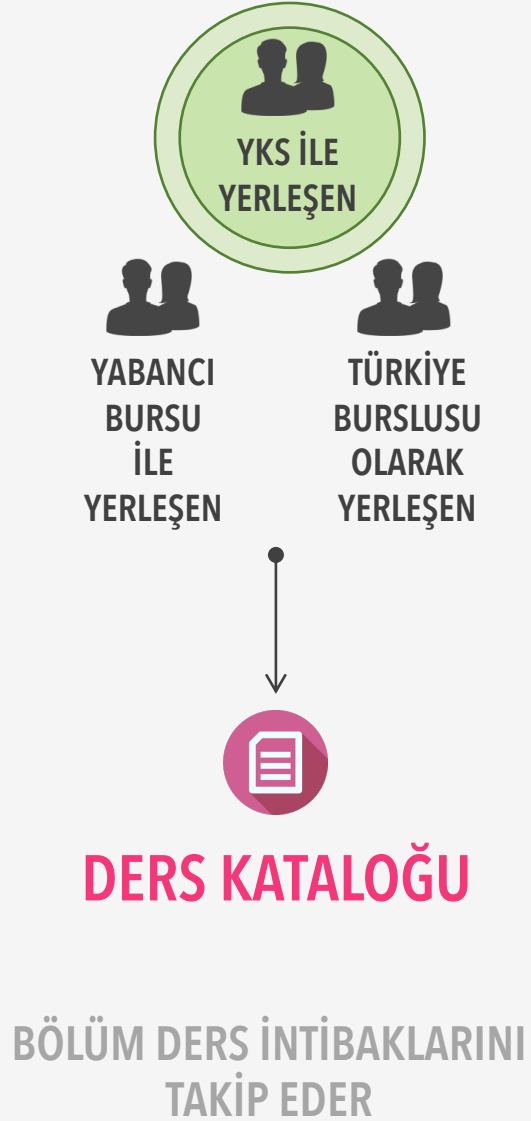 YKS İLE
YERLEŞEN
YABANCI
BURSU
İLE
YERLEŞEN
TÜRKİYE
BURSLUSU
OLARAK
YERLEŞEN
DERS KATALOĞU
BÖLÜM DERS İNTİBAKLARINI
TAKİP EDER